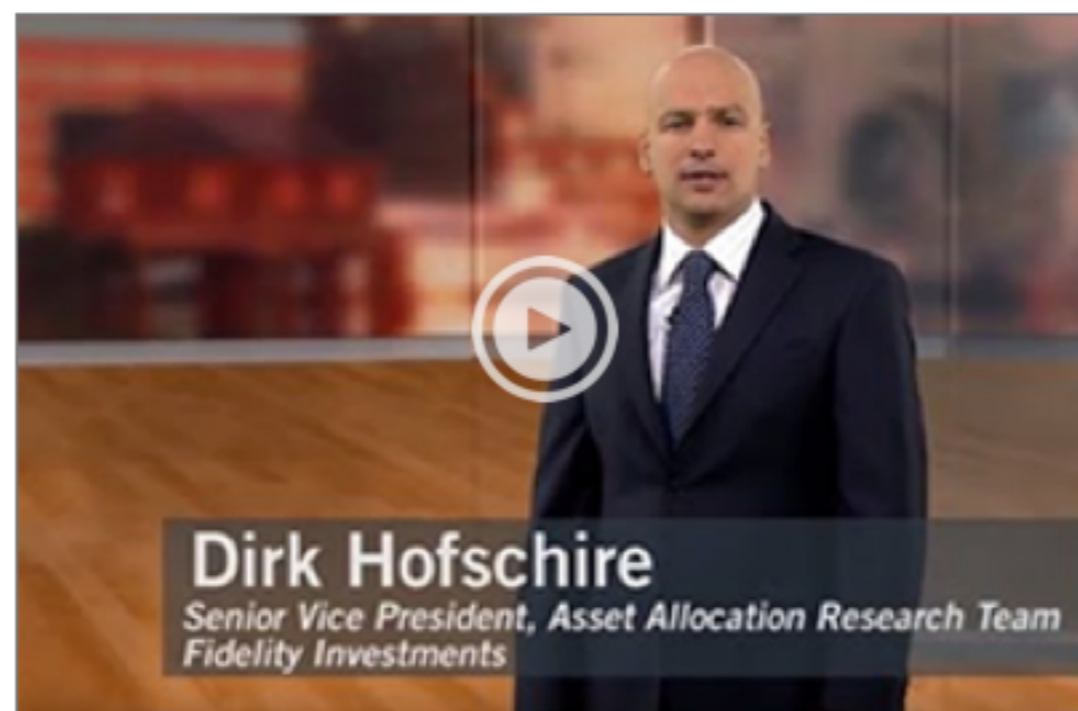 Dirk Hofschire
Senior Vice President, Asset Allocation Research Team
Fidelity Investments